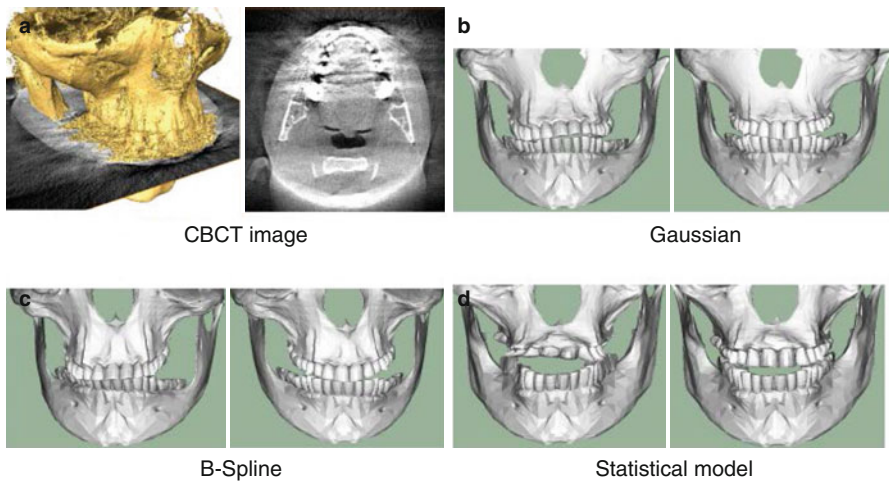 a
b
CBCT image
Gaussian
c
d
B-Spline
Statistical model